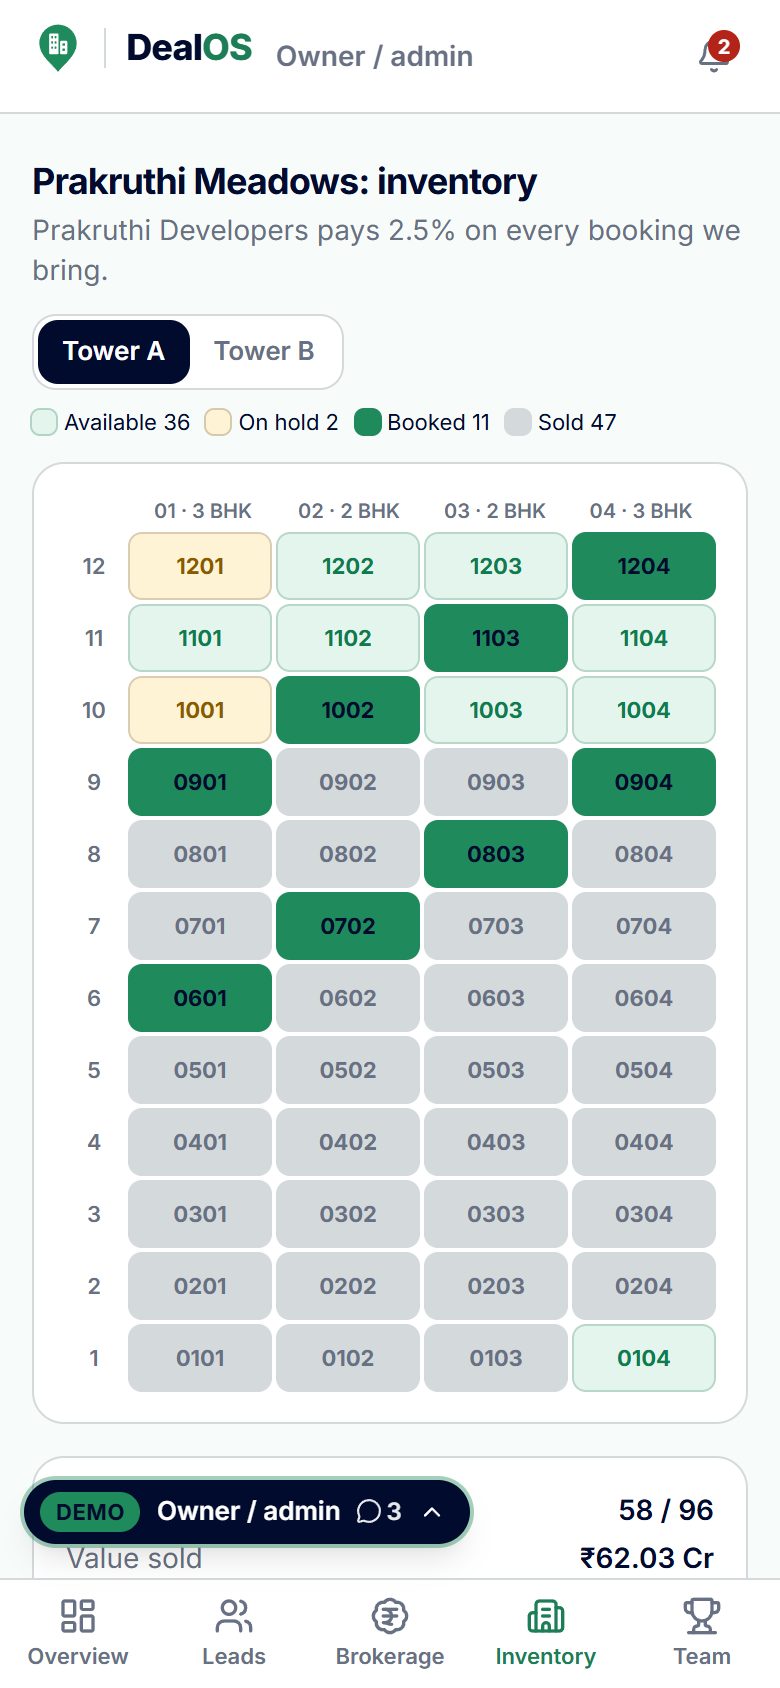 DealOS Owner / admin 2
Prakruthi Meadows: inventory
Prakruthi Developers pays 2.5% on every booking we
bring.
Tower A Tower B
Available 36 On hold 2 Booked 11 Sold 47
01 · 3 BHK 02 · 2 BHK 03 · 2 BHK 04 · 3 BHK
12 1201 1202 1203 1204
11 1101 1102 1103 1104
10 1001 1002 1003 1004
9 0901 0902 0903 0904
8 0801 0802 0803 0804
7 0701 0702 0703 0704
6 0601 0602 0603 0604
5 0501 0502 0503 0504
4 0401 0402 0403 0404
3 0301 0302 0303 0304
2 0201 0202 0203 0204
1 0101 0102 0103 0104
DEMO Owner / admin 3 58 / 96
Value sold ₹62.03 Cr
Overview Leads Brokerage Inventory Team